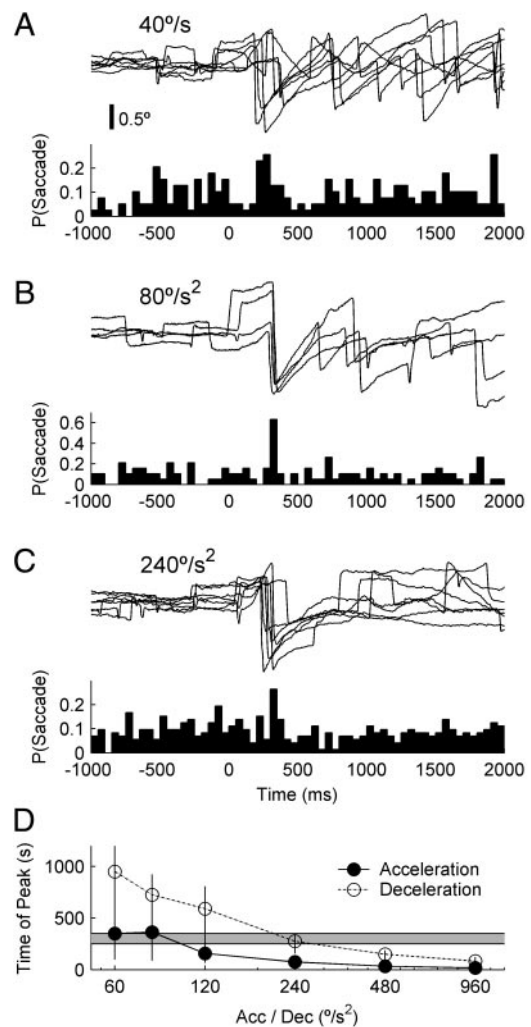 A
40º/s
0.5º
P(Saccade)
0.2
0.1
0
-1000 -500 0 500 1000 1500 2000
B
80º/s²
P(Saccade)
0.6
0.4
0.2
0
-1000 -500 0 500 1000 1500 2000
C
240º/s²
P(Saccade)
0.2
0.1
0
-1000 -500 0 500 1000 1500 2000
Time (ms)
D
Time of Peak (s)
1000
500
0
Acceleration
Deceleration
60 120 240 480 960
Acc / Dec (º/s²)